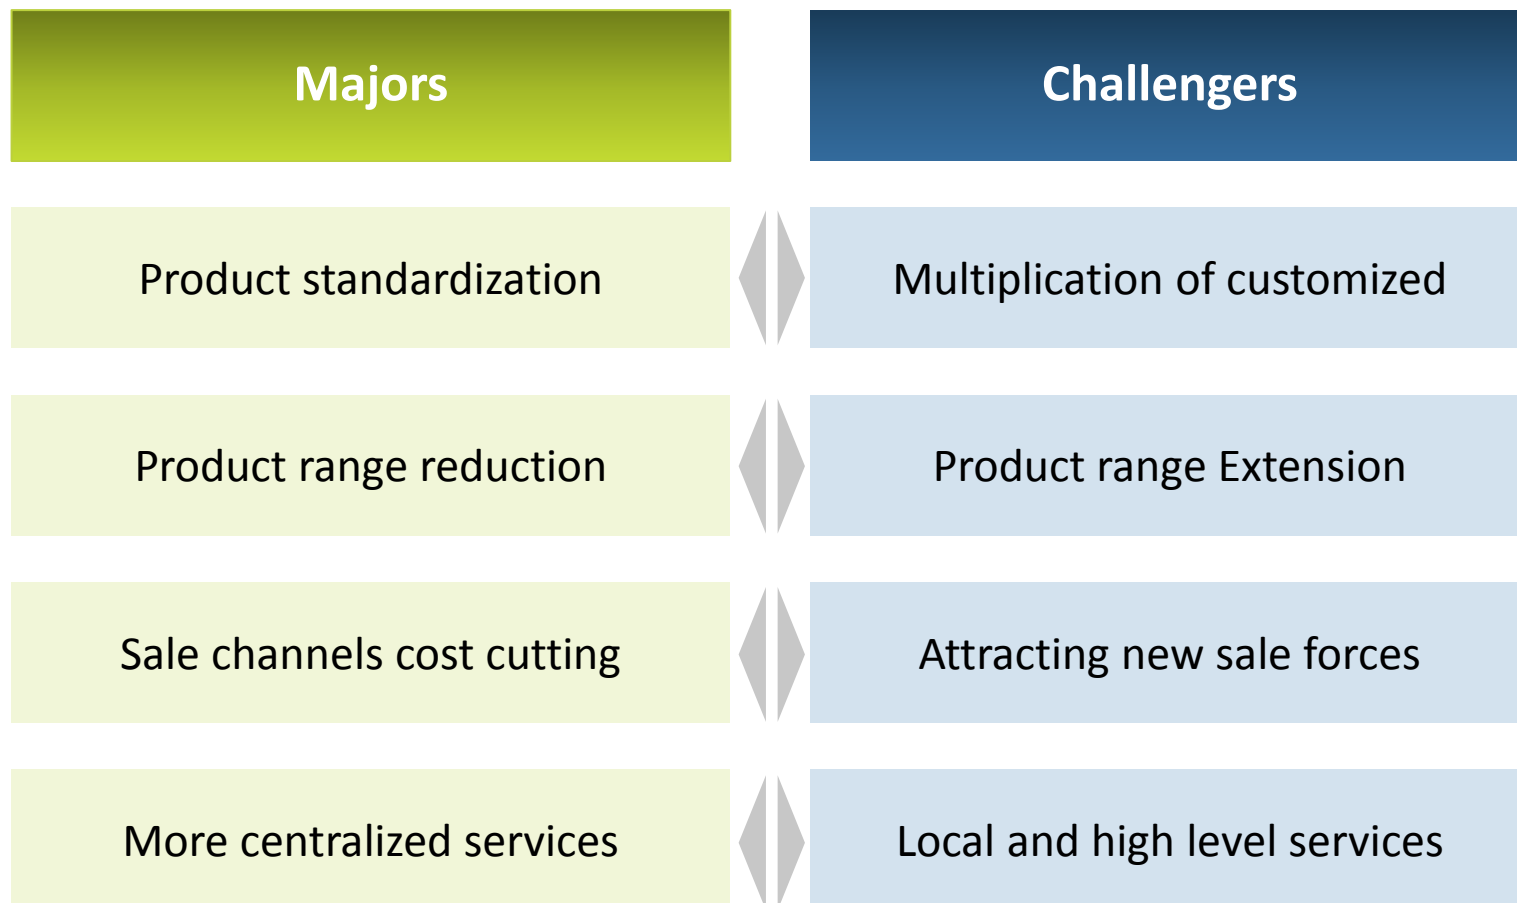 Majors
Challengers
Product standardization
Multiplication of customized
Product range reduction
Product range Extension
Sale channels cost cutting
Attracting new sale forces
More centralized services
Local and high level services